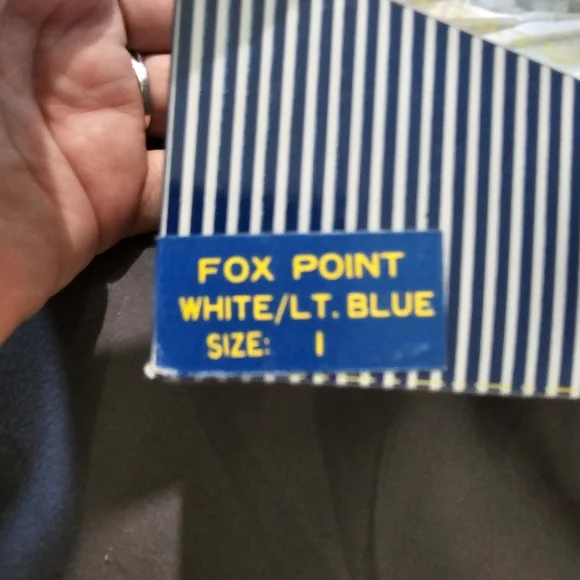 FOX POINT
WHITE/LT. BLUE
SIZE: 1